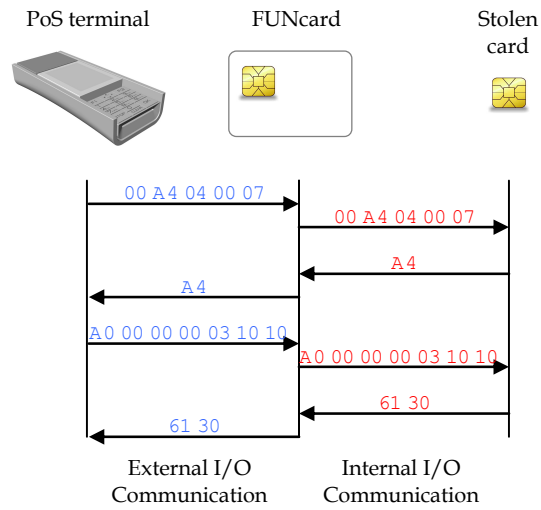 PoS terminal
FUNcard
Stolen
card
00 A4 04 00 07
00 A4 04 00 07
A4
A4
A0 00 00 00 03 10 10
A0 00 00 00 03 10 10
61 30
61 30
External I/O
Communication
Internal I/O
Communication